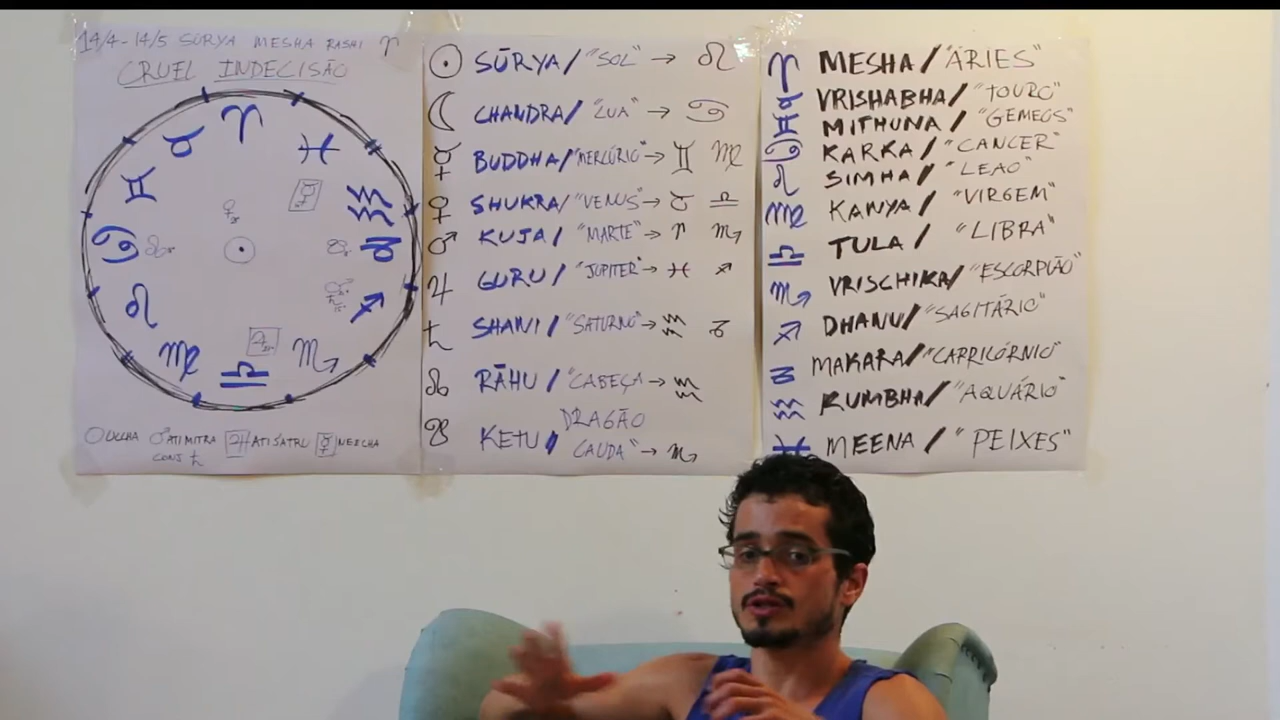 14/4-14/5 SŪRYA MESHA RASHI ♈
CRUEL INDECISÃO
♈
♉ ♓
♊ ☿ ♒
♀
♋ ☊ ☉ ☋ ♑
♂ ♄ ♐
♌
♃
♍ ♎ ♏
ATIMITRA ♃ ATISATRU ☿ NEECHA
CONJ ♄
☉ SŪRYA / "SOL" → ♌
☾ CHANDRA / "LUA" → ♋
☿ BUDDHA / "MERCÚRIO" → ♊ ♍
♀ SHUKRA / "VENUS" → ♉ ♎
♂ KUJA / "MARTE" → ♈ ♏
♃ GURU / "JUPITER" → ♓ ♐
♄ SHANI / "SATURNO" → ♒ ♑
☊ RĀHU / "CABEÇA → ♒
DRAGÃO
☋ KETU / CAUDA" → ♏
♈ MESHA / "ÁRIES"
♉ VRISHABHA / "TOURO"
♊ MITHUNA / "GEMEOS"
♋ KARKA / "CANCER"
♌ SIMHA / "LEAO"
♍ KANYA / "VIRGEM"
♎ TULA / "LIBRA"
♏ VRISCHIKA / "ESCORPIÃO"
♐ DHANU / "SAGITÁRIO"
♑ MAKARA / "CAPRICÓRNIO"
♒ KUMBHA / "AQUÁRIO"
♓ MEENA / "PEIXES"